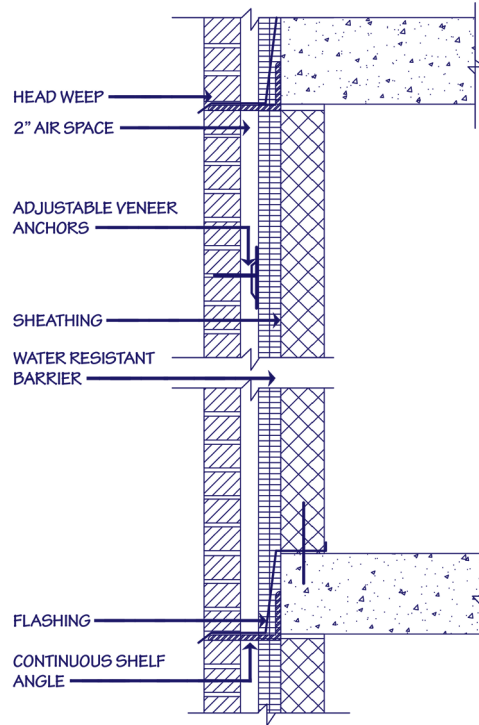 HEAD WEEP
2" AIR SPACE
ADJUSTABLE VENEER
ANCHORS
SHEATHING
WATER RESISTANT
BARRIER
FLASHING
CONTINUOUS SHELF
ANGLE